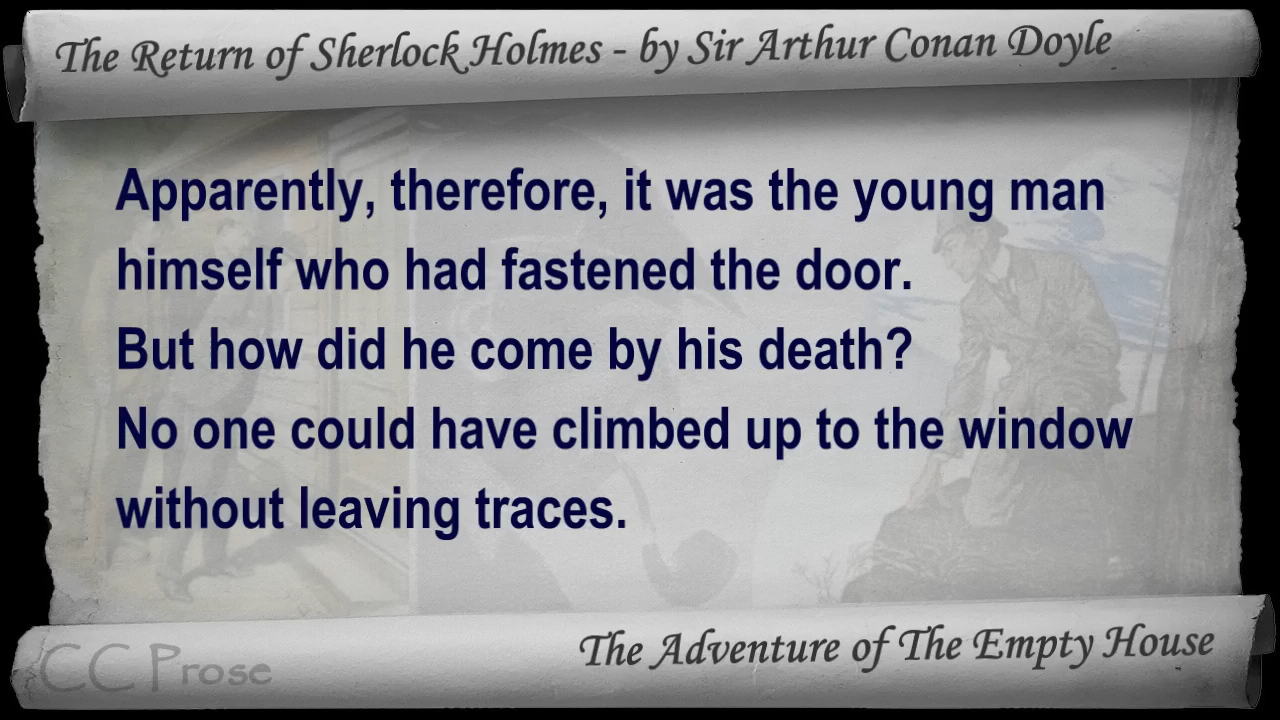 The Return of Sherlock Holmes - by Sir Arthur Conan Doyle
Apparently, therefore, it was the young man
himself who had fastened the door.
But how did he come by his death?
No one could have climbed up to the window
without leaving traces.
CC Prose
The Adventure of The Empty House